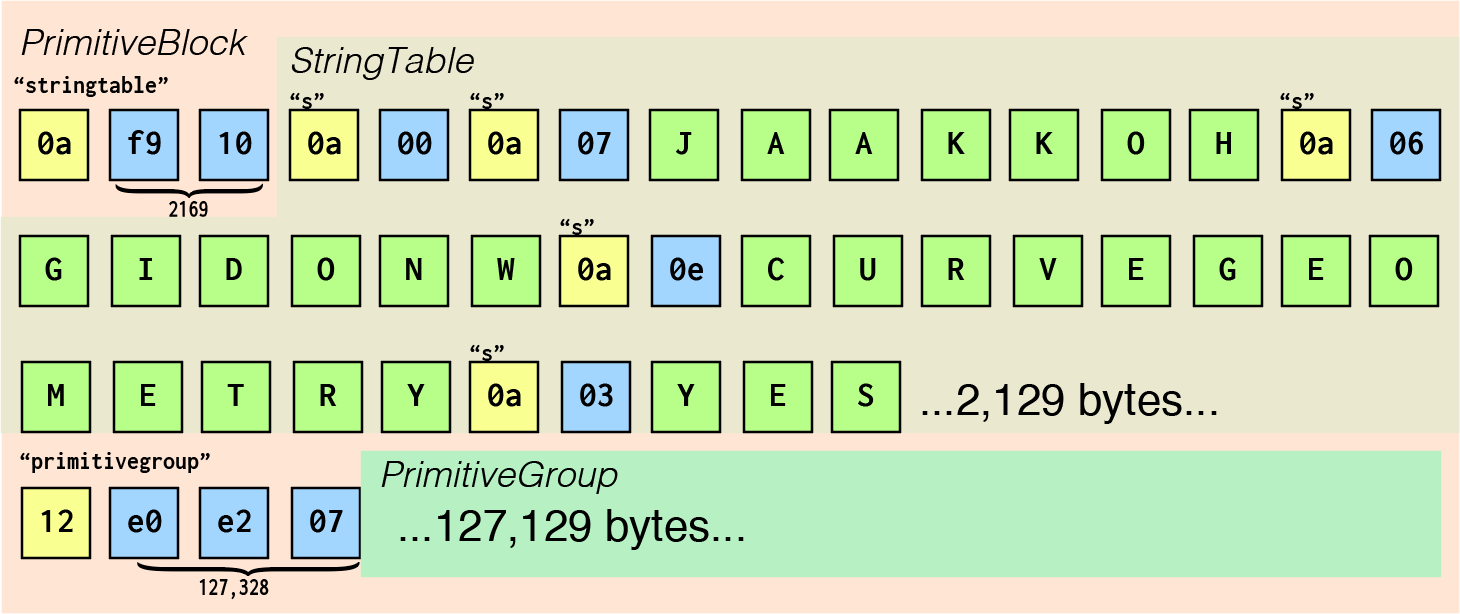 PrimitiveBlock
StringTable
“stringtable”
“s” “s” “s”
0a f9 10 0a 00 0a 07 J A A K K O H 0a 06
2169
“s”
G I D O N W 0a 0e C U R V E G E O
“s”
M E T R Y 0a 03 Y E S ...2,129 bytes...
“primitivegroup”
PrimitiveGroup
12 e0 e2 07 ...127,129 bytes...
127,328